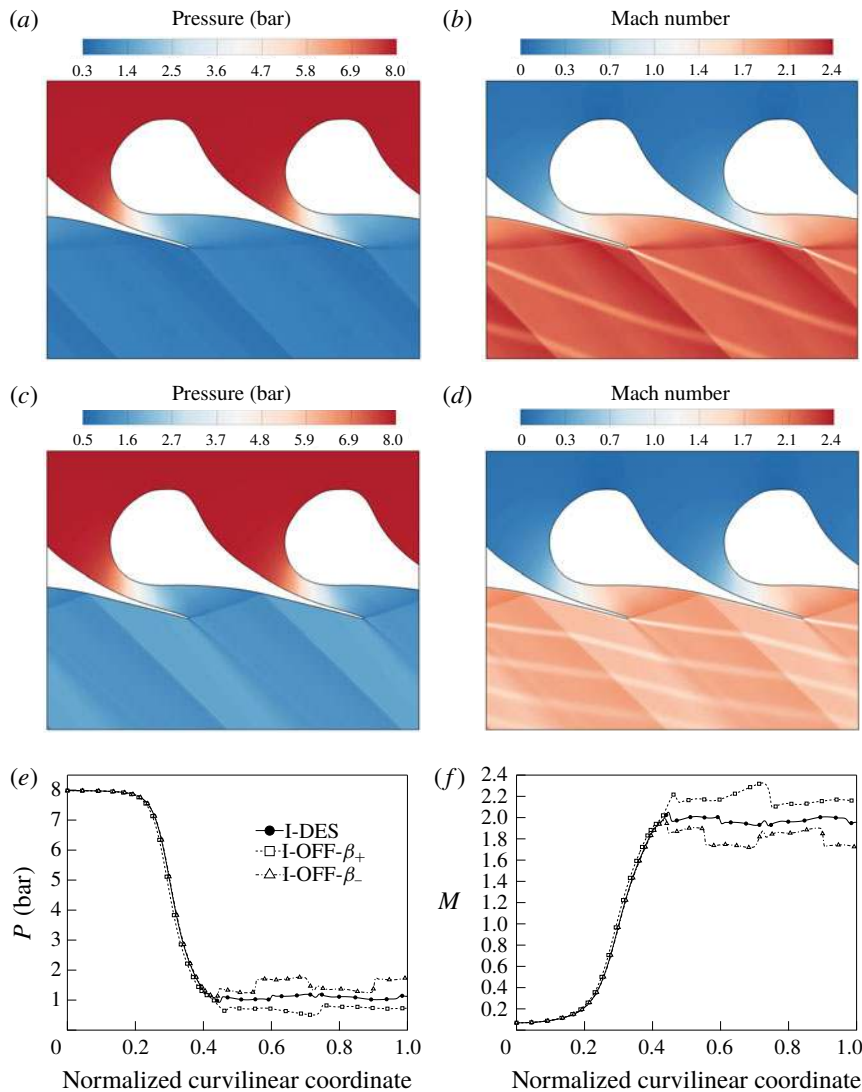 (a) Pressure (bar)
0.3 1.4 2.5 3.6 4.7 5.8 6.9 8.0
(b) Mach number
0 0.3 0.7 1.0 1.4 1.7 2.1 2.4
(c) Pressure (bar)
0.5 1.6 2.7 3.7 4.8 5.9 6.9 8.0
(d) Mach number
0 0.3 0.7 1.0 1.4 1.7 2.1 2.4
(e)
P (bar)
8
7
6
5
4
3
2
1
0 0.2 0.4 0.6 0.8 1.0
I-DES
I-OFF-β+
I-OFF-β−
Normalized curvilinear coordinate
(f)
M
2.4
2.2
2.0
1.8
1.6
1.4
1.2
1.0
0.8
0.6
0.4
0.2
0 0.2 0.4 0.6 0.8 1.0
Normalized curvilinear coordinate